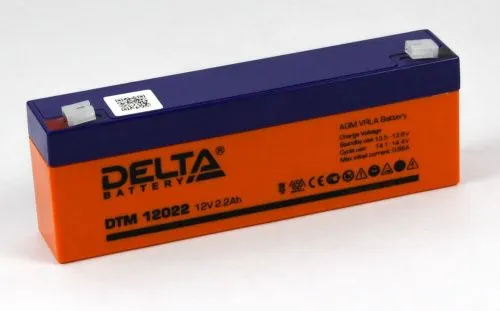 DELTA®
BATTERY
DTM 12022 12V 2.2Ah
AGM VRLA Battery
Charge Voltage
Standby use: 13.5 - 13.8V
Cycle use: 14.1 - 14.4V
Max initial current: 0.66A